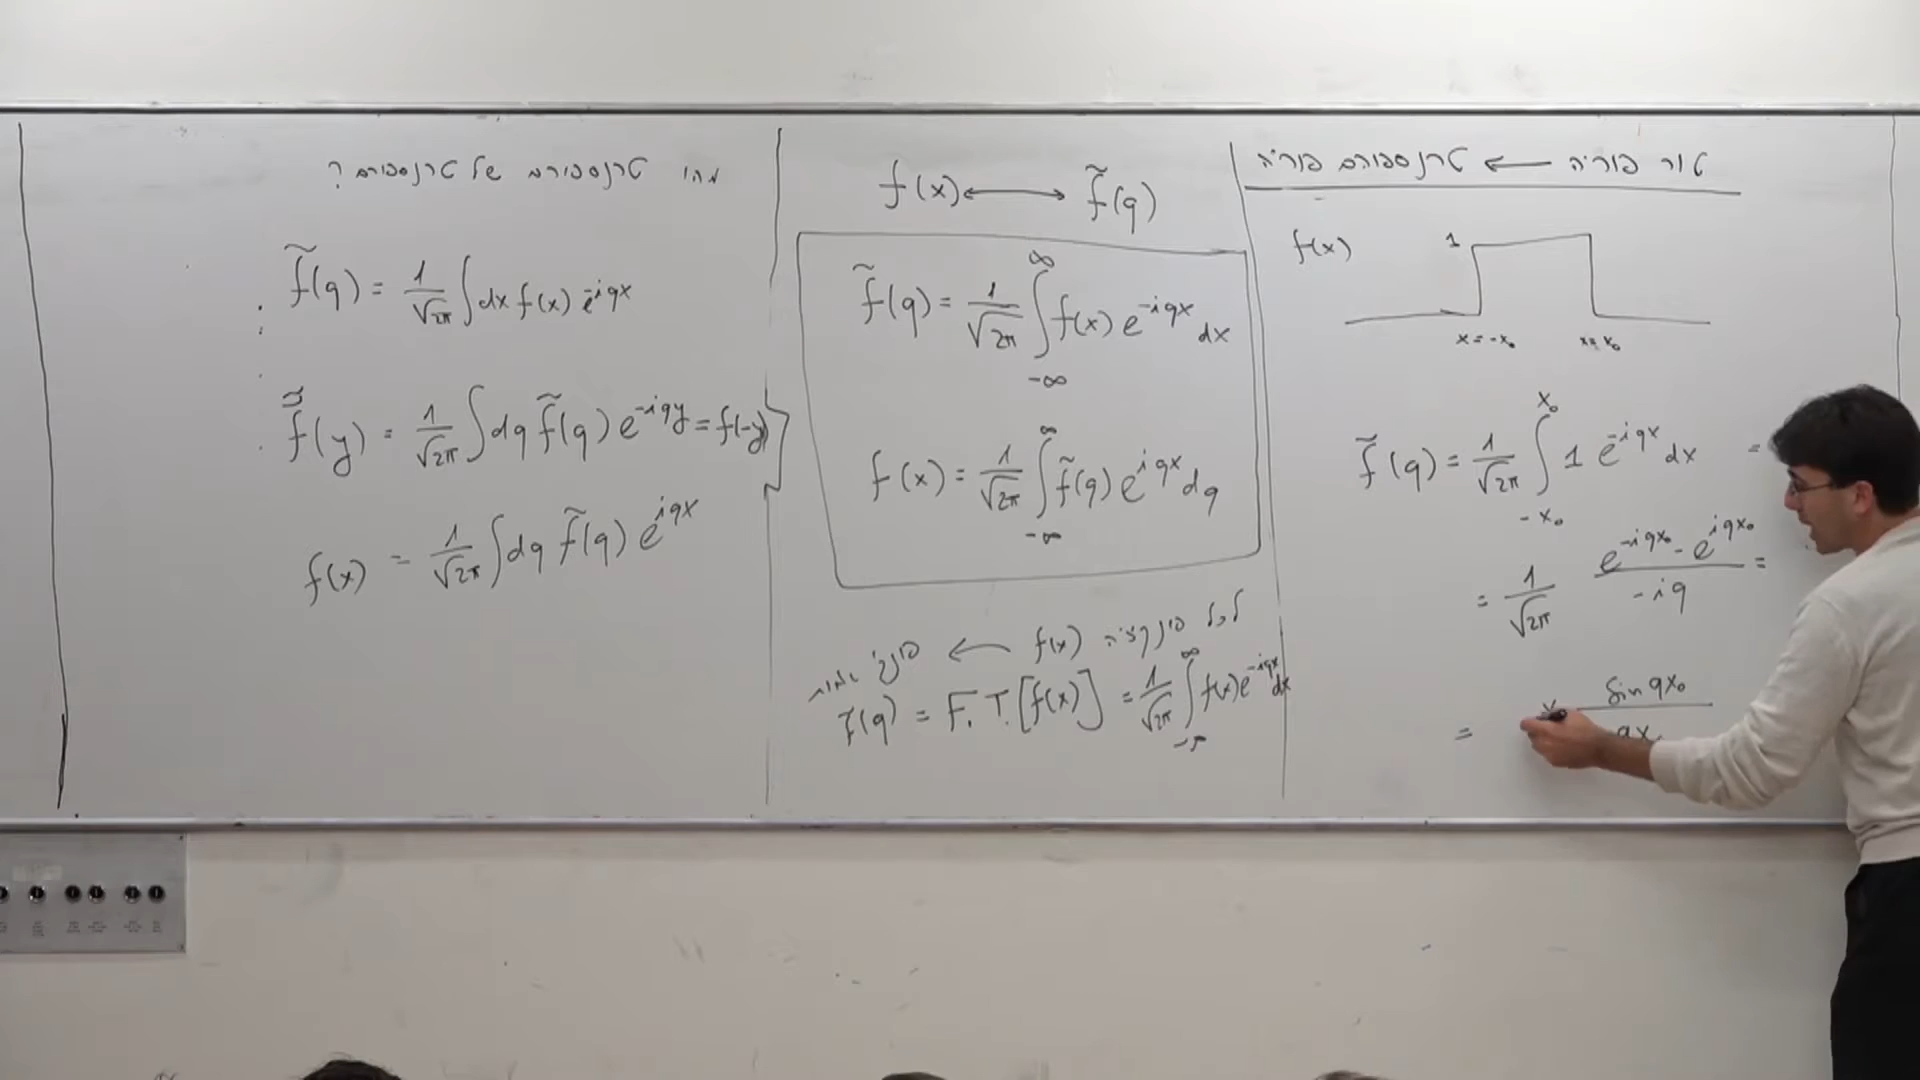 טור פוריה ⟵ טרנספורם פוריה
f(x)
1
x=-x₀ x=x₀
f̃(q) = 1/√2π ∫_{-x₀}^{x₀} 1 e^{-iqx} dx =
= 1/√2π (e^{-iqx₀} - e^{iqx₀})/(-iq) =
= sin qx₀ / qx
f(x) ⟷ f̃(q)
f̃(q) = 1/√2π ∫_{-∞}^{∞} f(x) e^{-iqx} dx
f(x) = 1/√2π ∫_{-∞}^{∞} f̃(q) e^{iqx} dq
לכל פונקציה f(x) ⟵ פונק'
f̃(q) = F.T.[f(x)] = 1/√2π ∫_{-∞}^{∞} f(x) e^{-iqx} dx
מהו טרנספורם של טרנספורם ?
f̃(q) = 1/√2π ∫ dx f(x) e^{-iqx}
f̃̃(y) = 1/√2π ∫ dq f̃(q) e^{-iqy} = f(-y)
f(x) = 1/√2π ∫ dq f̃(q) e^{iqx}